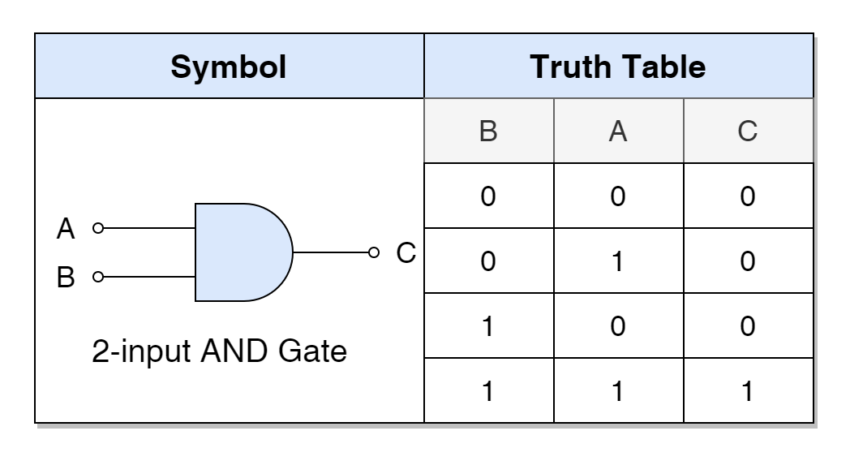 Symbol
Truth Table
B A C
0 0 0
0 1 0
1 0 0
1 1 1
A
B
C
2-input AND Gate